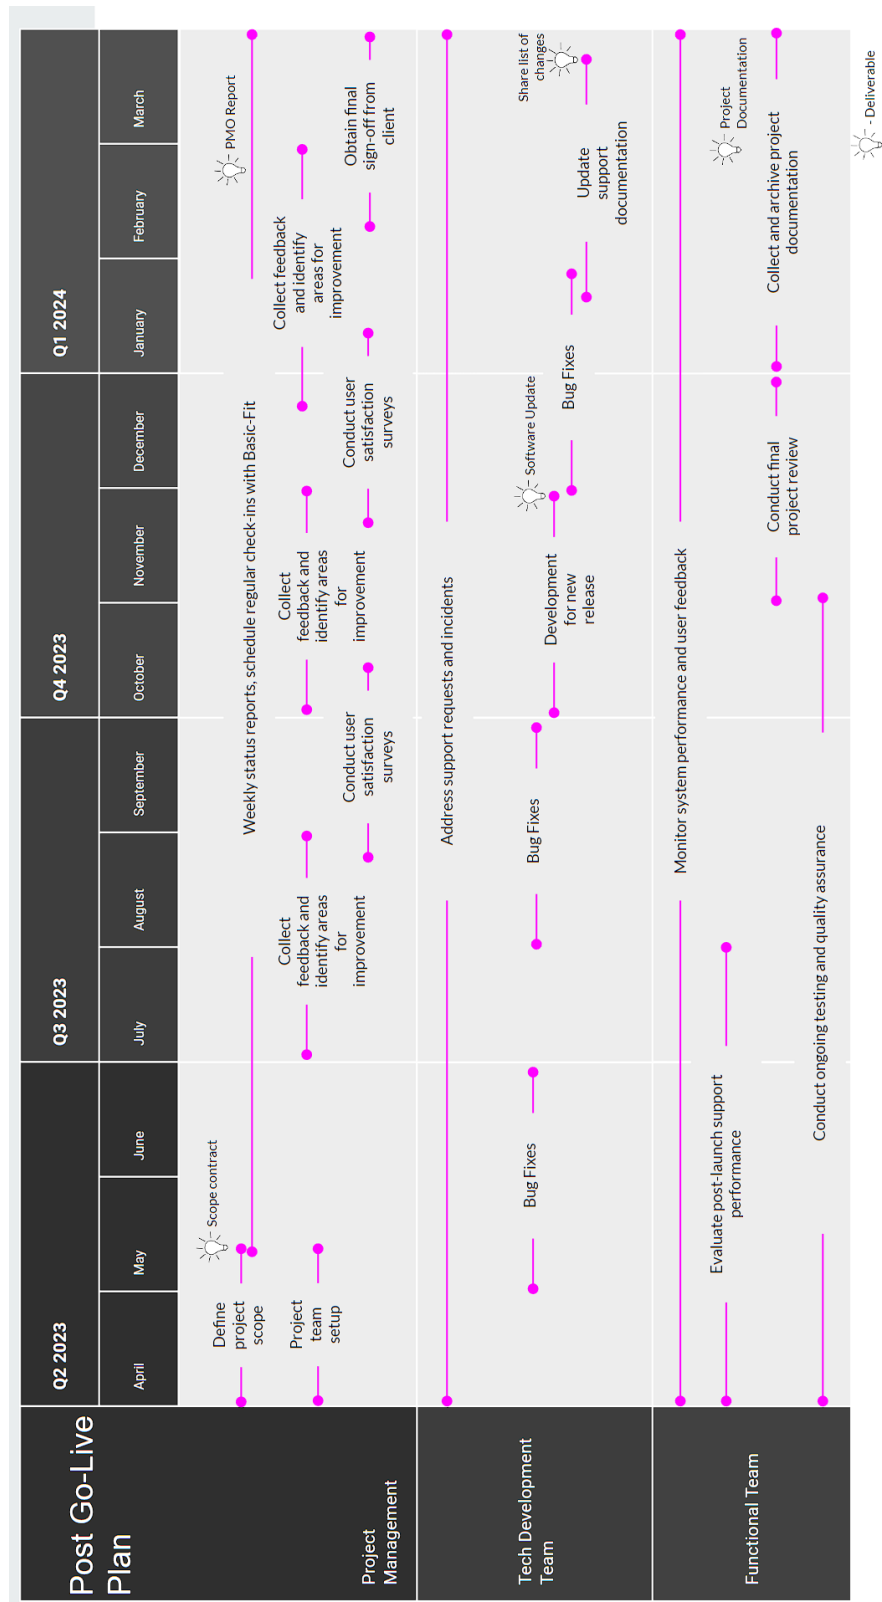 Post Go-Live
Plan
Q2 2023
Q3 2023
Q4 2023
Q1 2024
April
May
June
July
August
September
October
November
December
January
February
March
Project
Management
Define
project
scope
Scope contract
Project
team
setup
Weekly status reports, schedule regular check-ins with Basic-Fit
PMO Report
Collect
feedback and
identify areas
for
improvement
Conduct user
satisfaction
surveys
Collect
feedback and
identify areas
for
improvement
Conduct user
satisfaction
surveys
Collect feedback
and identify
areas for
improvement
Obtain final
sign-off from
client
Tech Development
Team
Address support requests and incidents
Bug Fixes
Bug Fixes
Development
for new
release
Software Update
Bug Fixes
Update
support
documentation
Share list of
changes
Functional Team
Monitor system performance and user feedback
Evaluate post-launch support
performance
Conduct ongoing testing and quality assurance
Conduct final
project review
Collect and archive project
documentation
Project
Documentation
- Deliverable